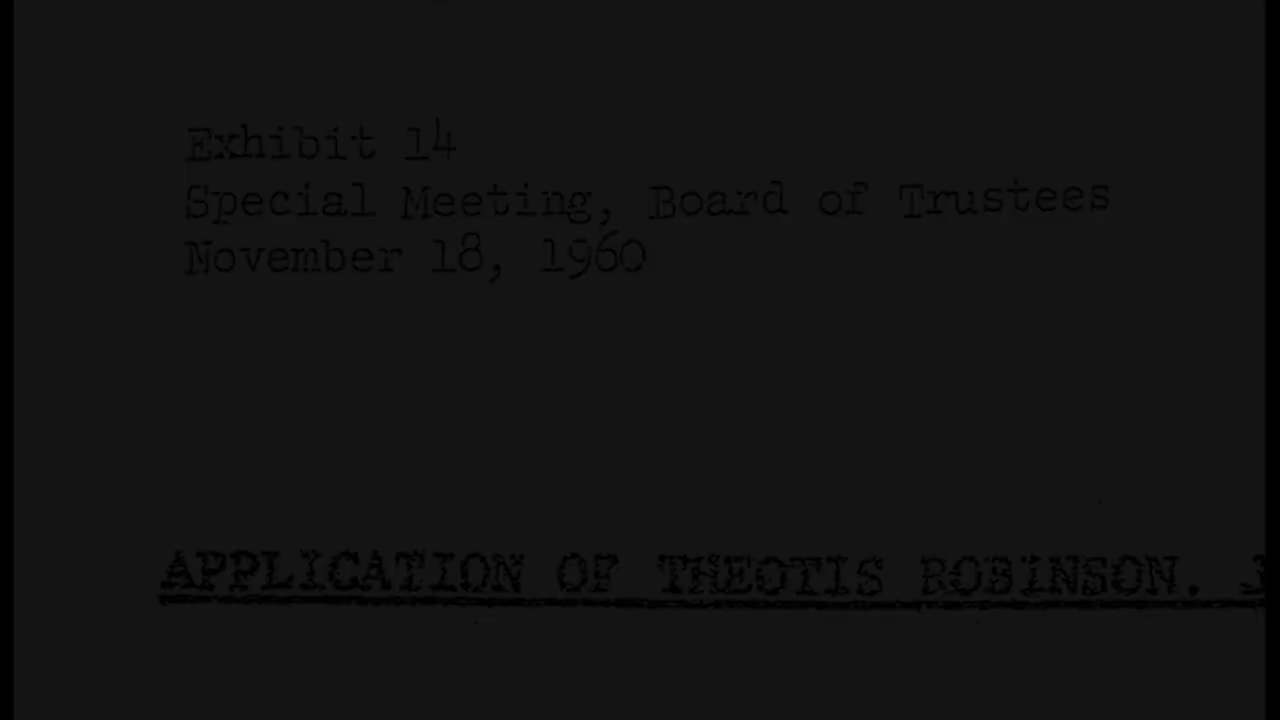 Exhibit 14
Special Meeting, Board of Trustees
November 18, 1960
APPLICATION OF THEOTIS ROBINSON,